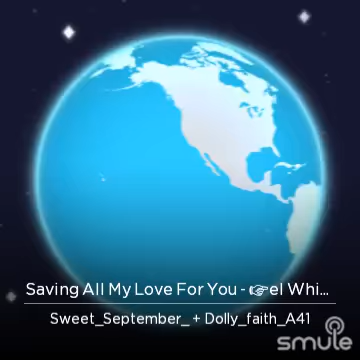 Saving All My Love For You - 👉el Whi...
Sweet_September_ + Dolly_faith_A41
smule